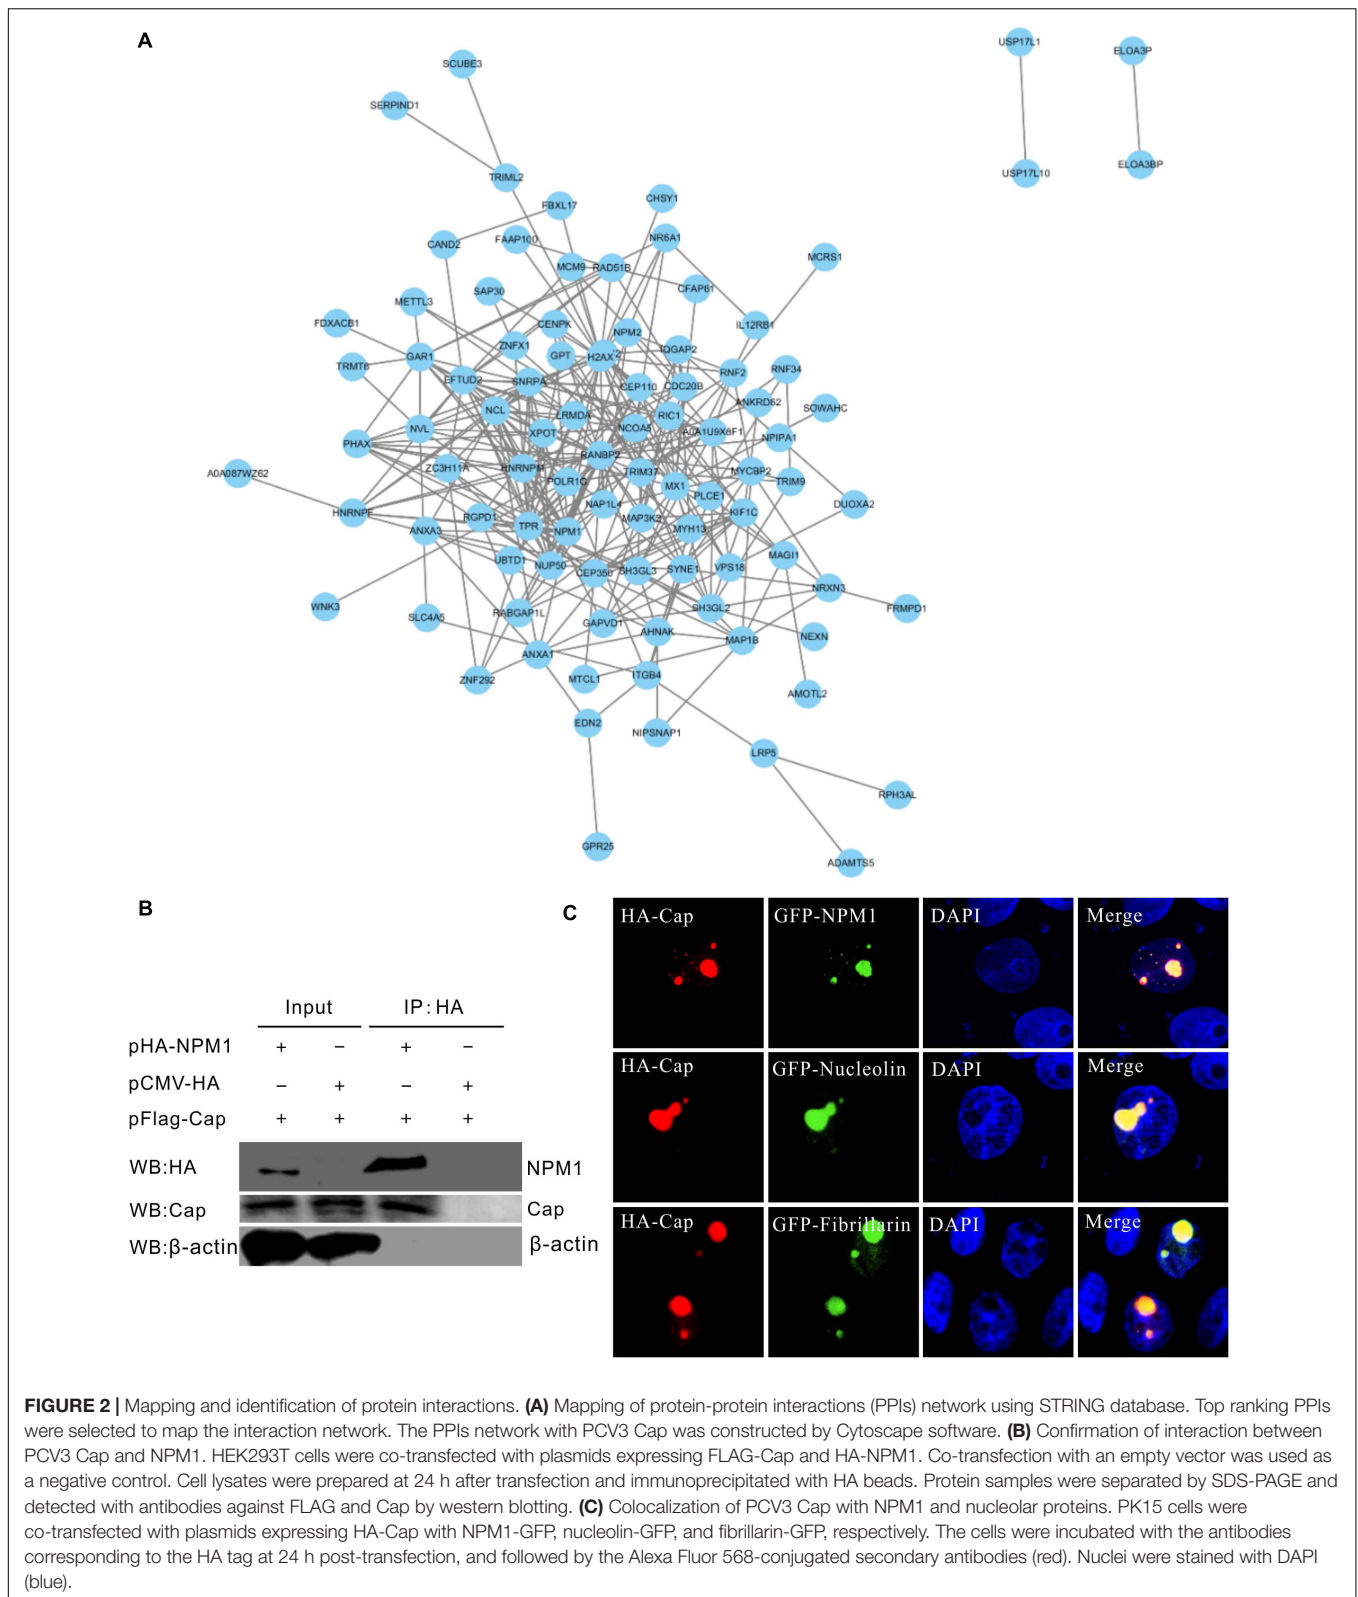 A
SCUBE3
USP17L1
ELOA3P
SERPIND1
ELOA3BP
USP17L10
TRIML2
CHSY1
FBXL17
FAAP100
NR6A1
CAND2
MCRS1
MCM9
RAD51B
CFAP61
SAP30
METTL3
FDXACB1
CENPK
IL12RB1
NPM2
ZNFX1
IQGAP2
GAR1
GPT
H2AX
TRMT6
RNF2
RNF34
EFTUD2
SNRPA
CEP110
CDC20B
ANKRD62
SOWAHC
NCL
LRMDA
RIC1
NCOA5
A0A1U9X8F1
NVL
XPOT
NPIPA1
PHAX
RANBP2
ZC3H11A
HNRNPM
TRIM37
MYCBP2
A0A087WZ62
POLR1C
MX1
TRIM9
PLCE1
NAP1L4
DUOXA2
HNRNPF
RGPD1
MAP3K2
KIF1C
ANXA3
TPR
NPM1
MYH13
UBTD1
NUP50
CEP350
SH3GL3
SYNE1
VPS18
MAGI1
NRXN3
WNK3
SLC4A5
RABGAP1L
SH3GL2
FRMPD1
GAPVD1
AHNAK
MAP1B
NEXN
ANXA1
ZNF292
MTCL1
ITGB4
AMOTL2
EDN2
NIPSNAP1
LRP5
RPH3AL
GPR25
ADAMTS5
B
Input
IP:HA
pHA-NPM1 + – + –
pCMV-HA – + – +
pFlag-Cap + + + +
WB:HA NPM1
WB:Cap Cap
WB:β-actin β-actin
C
HA-Cap GFP-NPM1 DAPI Merge
HA-Cap GFP-Nucleolin DAPI Merge
HA-Cap GFP-Fibrillarin DAPI Merge
FIGURE 2 | Mapping and identification of protein interactions. (A) Mapping of protein-protein interactions (PPIs) network using STRING database. Top ranking PPIs
were selected to map the interaction network. The PPIs network with PCV3 Cap was constructed by Cytoscape software. (B) Confirmation of interaction between
PCV3 Cap and NPM1. HEK293T cells were co-transfected with plasmids expressing FLAG-Cap and HA-NPM1. Co-transfection with an empty vector was used as
a negative control. Cell lysates were prepared at 24 h after transfection and immunoprecipitated with HA beads. Protein samples were separated by SDS-PAGE and
detected with antibodies against FLAG and Cap by western blotting. (C) Colocalization of PCV3 Cap with NPM1 and nucleolar proteins. PK15 cells were
co-transfected with plasmids expressing HA-Cap with NPM1-GFP, nucleolin-GFP, and fibrillarin-GFP, respectively. The cells were incubated with the antibodies
corresponding to the HA tag at 24 h post-transfection, and followed by the Alexa Fluor 568-conjugated secondary antibodies (red). Nuclei were stained with DAPI
(blue).